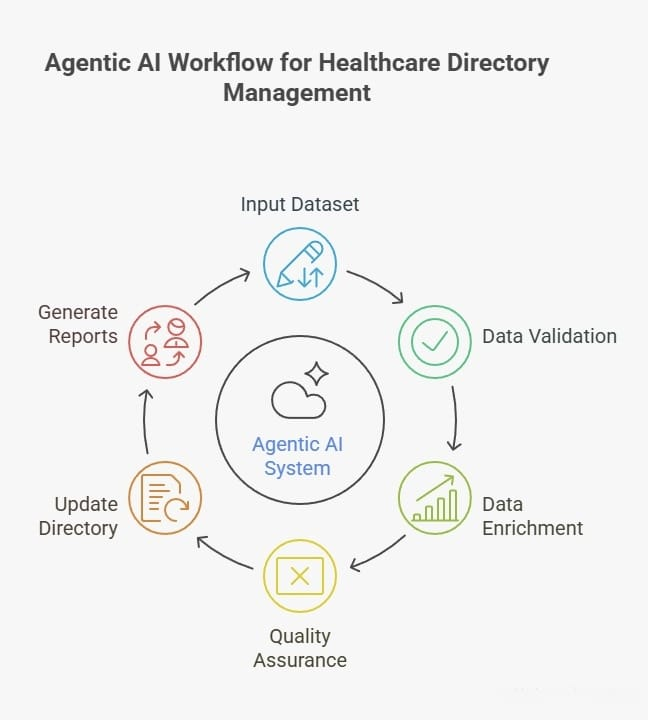 Agentic AI Workflow for Healthcare Directory
Management
Input Dataset
Data Validation
Data
Enrichment
Quality
Assurance
Update
Directory
Generate
Reports
Agentic AI
System